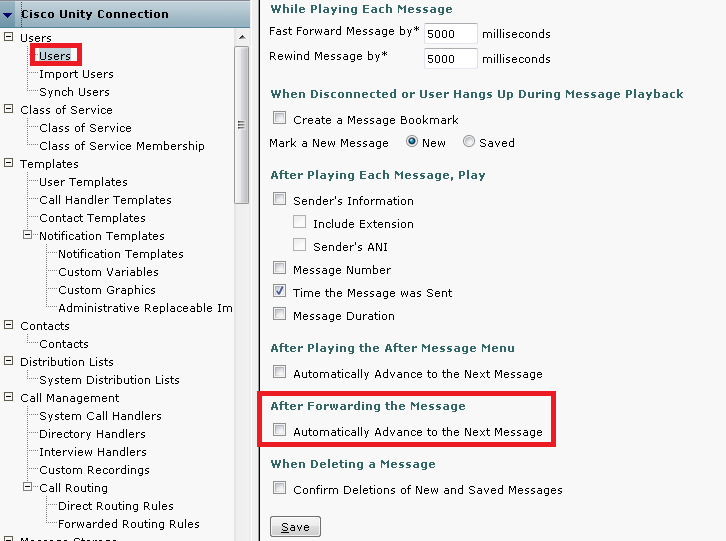 Cisco Unity Connection
Users
Users
Import Users
Synch Users
Class of Service
Class of Service
Class of Service Membership
Templates
User Templates
Call Handler Templates
Contact Templates
Notification Templates
Notification Templates
Custom Variables
Custom Graphics
Administrative Replaceable Im
Contacts
Contacts
Distribution Lists
System Distribution Lists
Call Management
System Call Handlers
Directory Handlers
Interview Handlers
Custom Recordings
Call Routing
Direct Routing Rules
Forwarded Routing Rules
Message Storage
While Playing Each Message
Fast Forward Message by* 5000 milliseconds
Rewind Message by* 5000 milliseconds
When Disconnected or User Hangs Up During Message Playback
Create a Message Bookmark
Mark a New Message New Saved
After Playing Each Message, Play
Sender's Information
Include Extension
Sender's ANI
Message Number
Time the Message was Sent
Message Duration
After Playing the After Message Menu
Automatically Advance to the Next Message
After Forwarding the Message
Automatically Advance to the Next Message
When Deleting a Message
Confirm Deletions of New and Saved Messages
Save